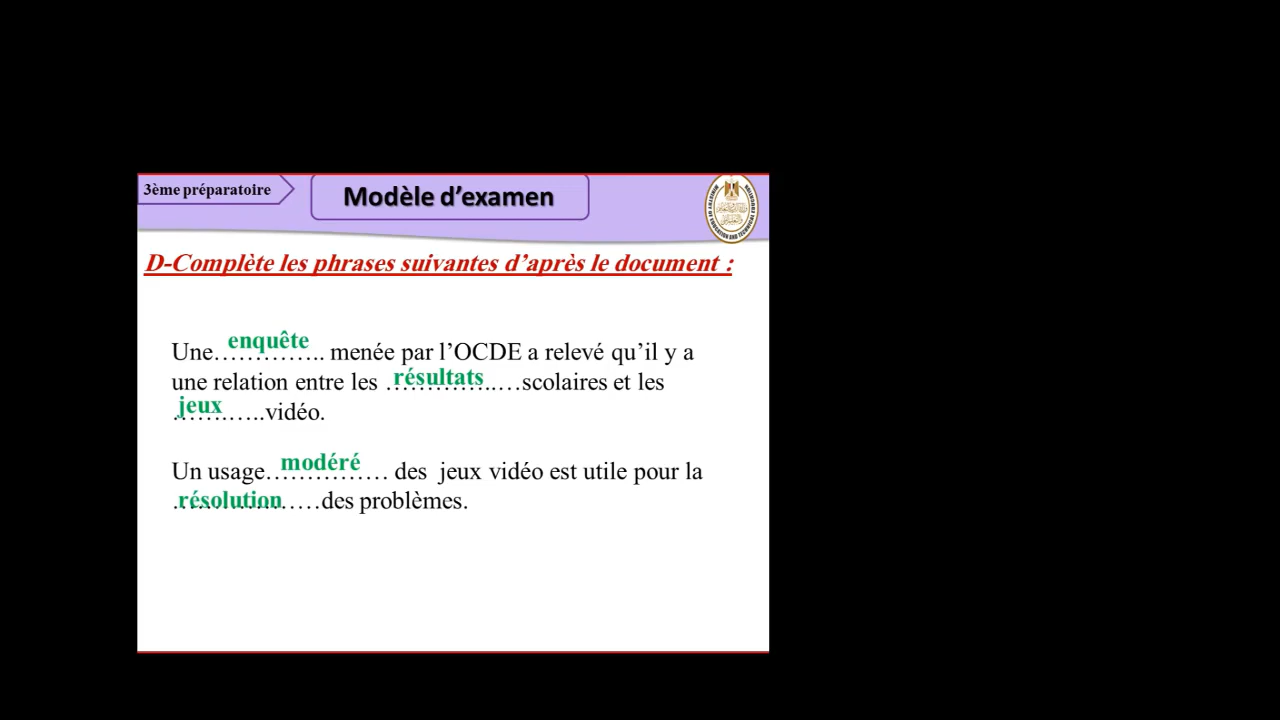 3ème préparatoire
Modèle d'examen
D-Complète les phrases suivantes d'après le document :
Une enquête ………….. menée par l'OCDE a relevé qu'il y a
une relation entre les résultats …………..…scolaires et les
jeux …….…..vidéo.
Un usage modéré …………… des jeux vidéo est utile pour la
résolution ………………des problèmes.